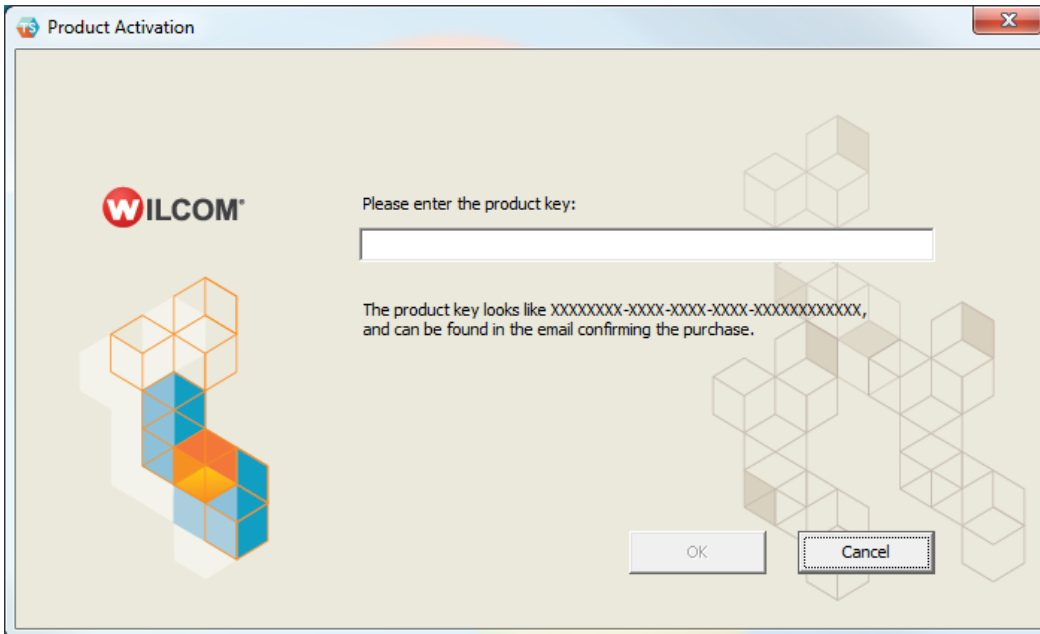 TS Product Activation
WILCOM®
Please enter the product key:
The product key looks like XXXXXXXX-XXXX-XXXX-XXXX-XXXXXXXXXXXX,
and can be found in the email confirming the purchase.
OK
Cancel